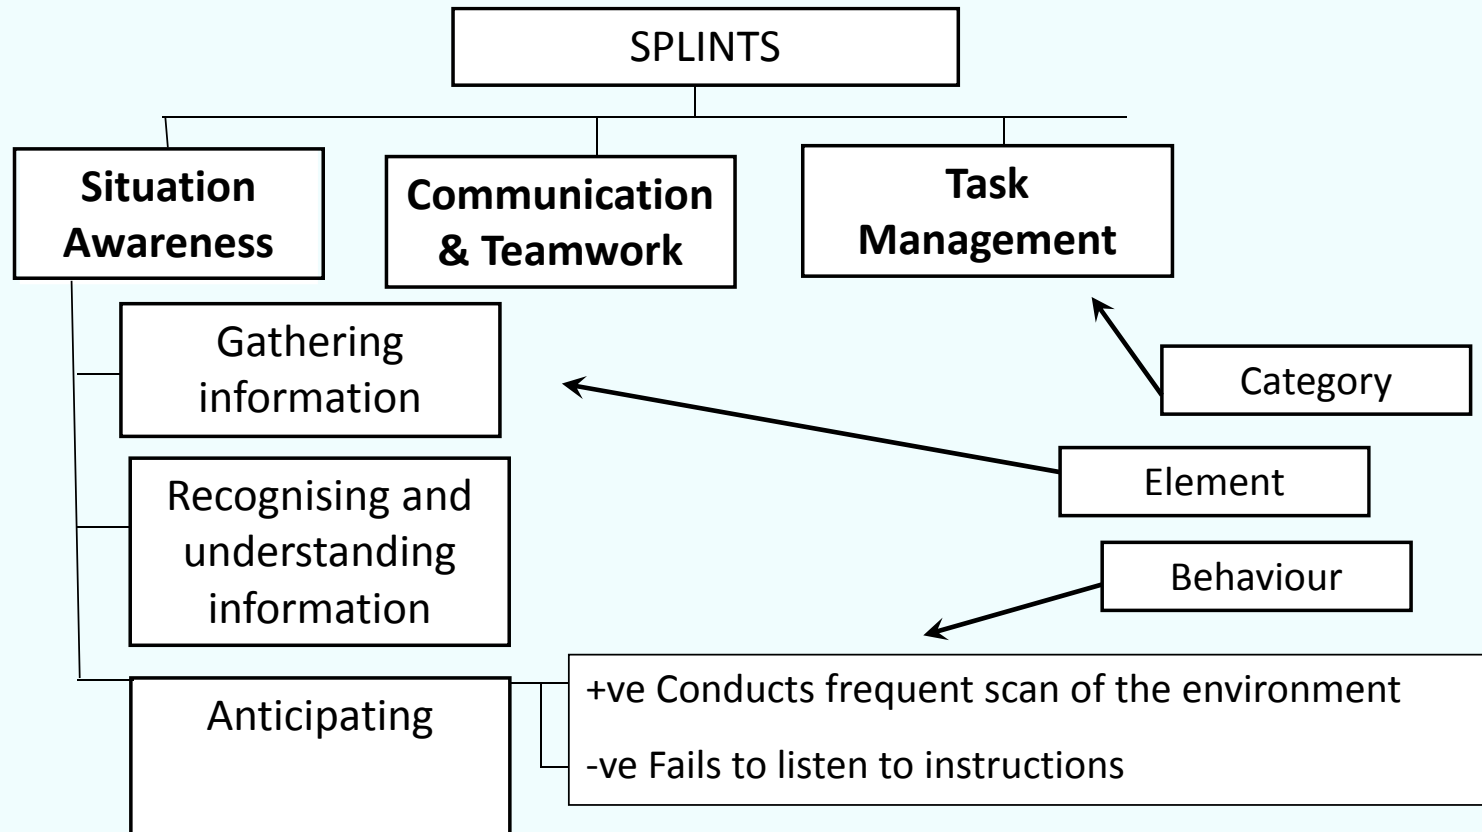 SPLINTS
Situation
Awareness
Communication
& Teamwork
Task
Management
Gathering
information
Category
Element
Recognising and
understanding
information
Behaviour
Anticipating
+ve Conducts frequent scan of the environment
-ve Fails to listen to instructions